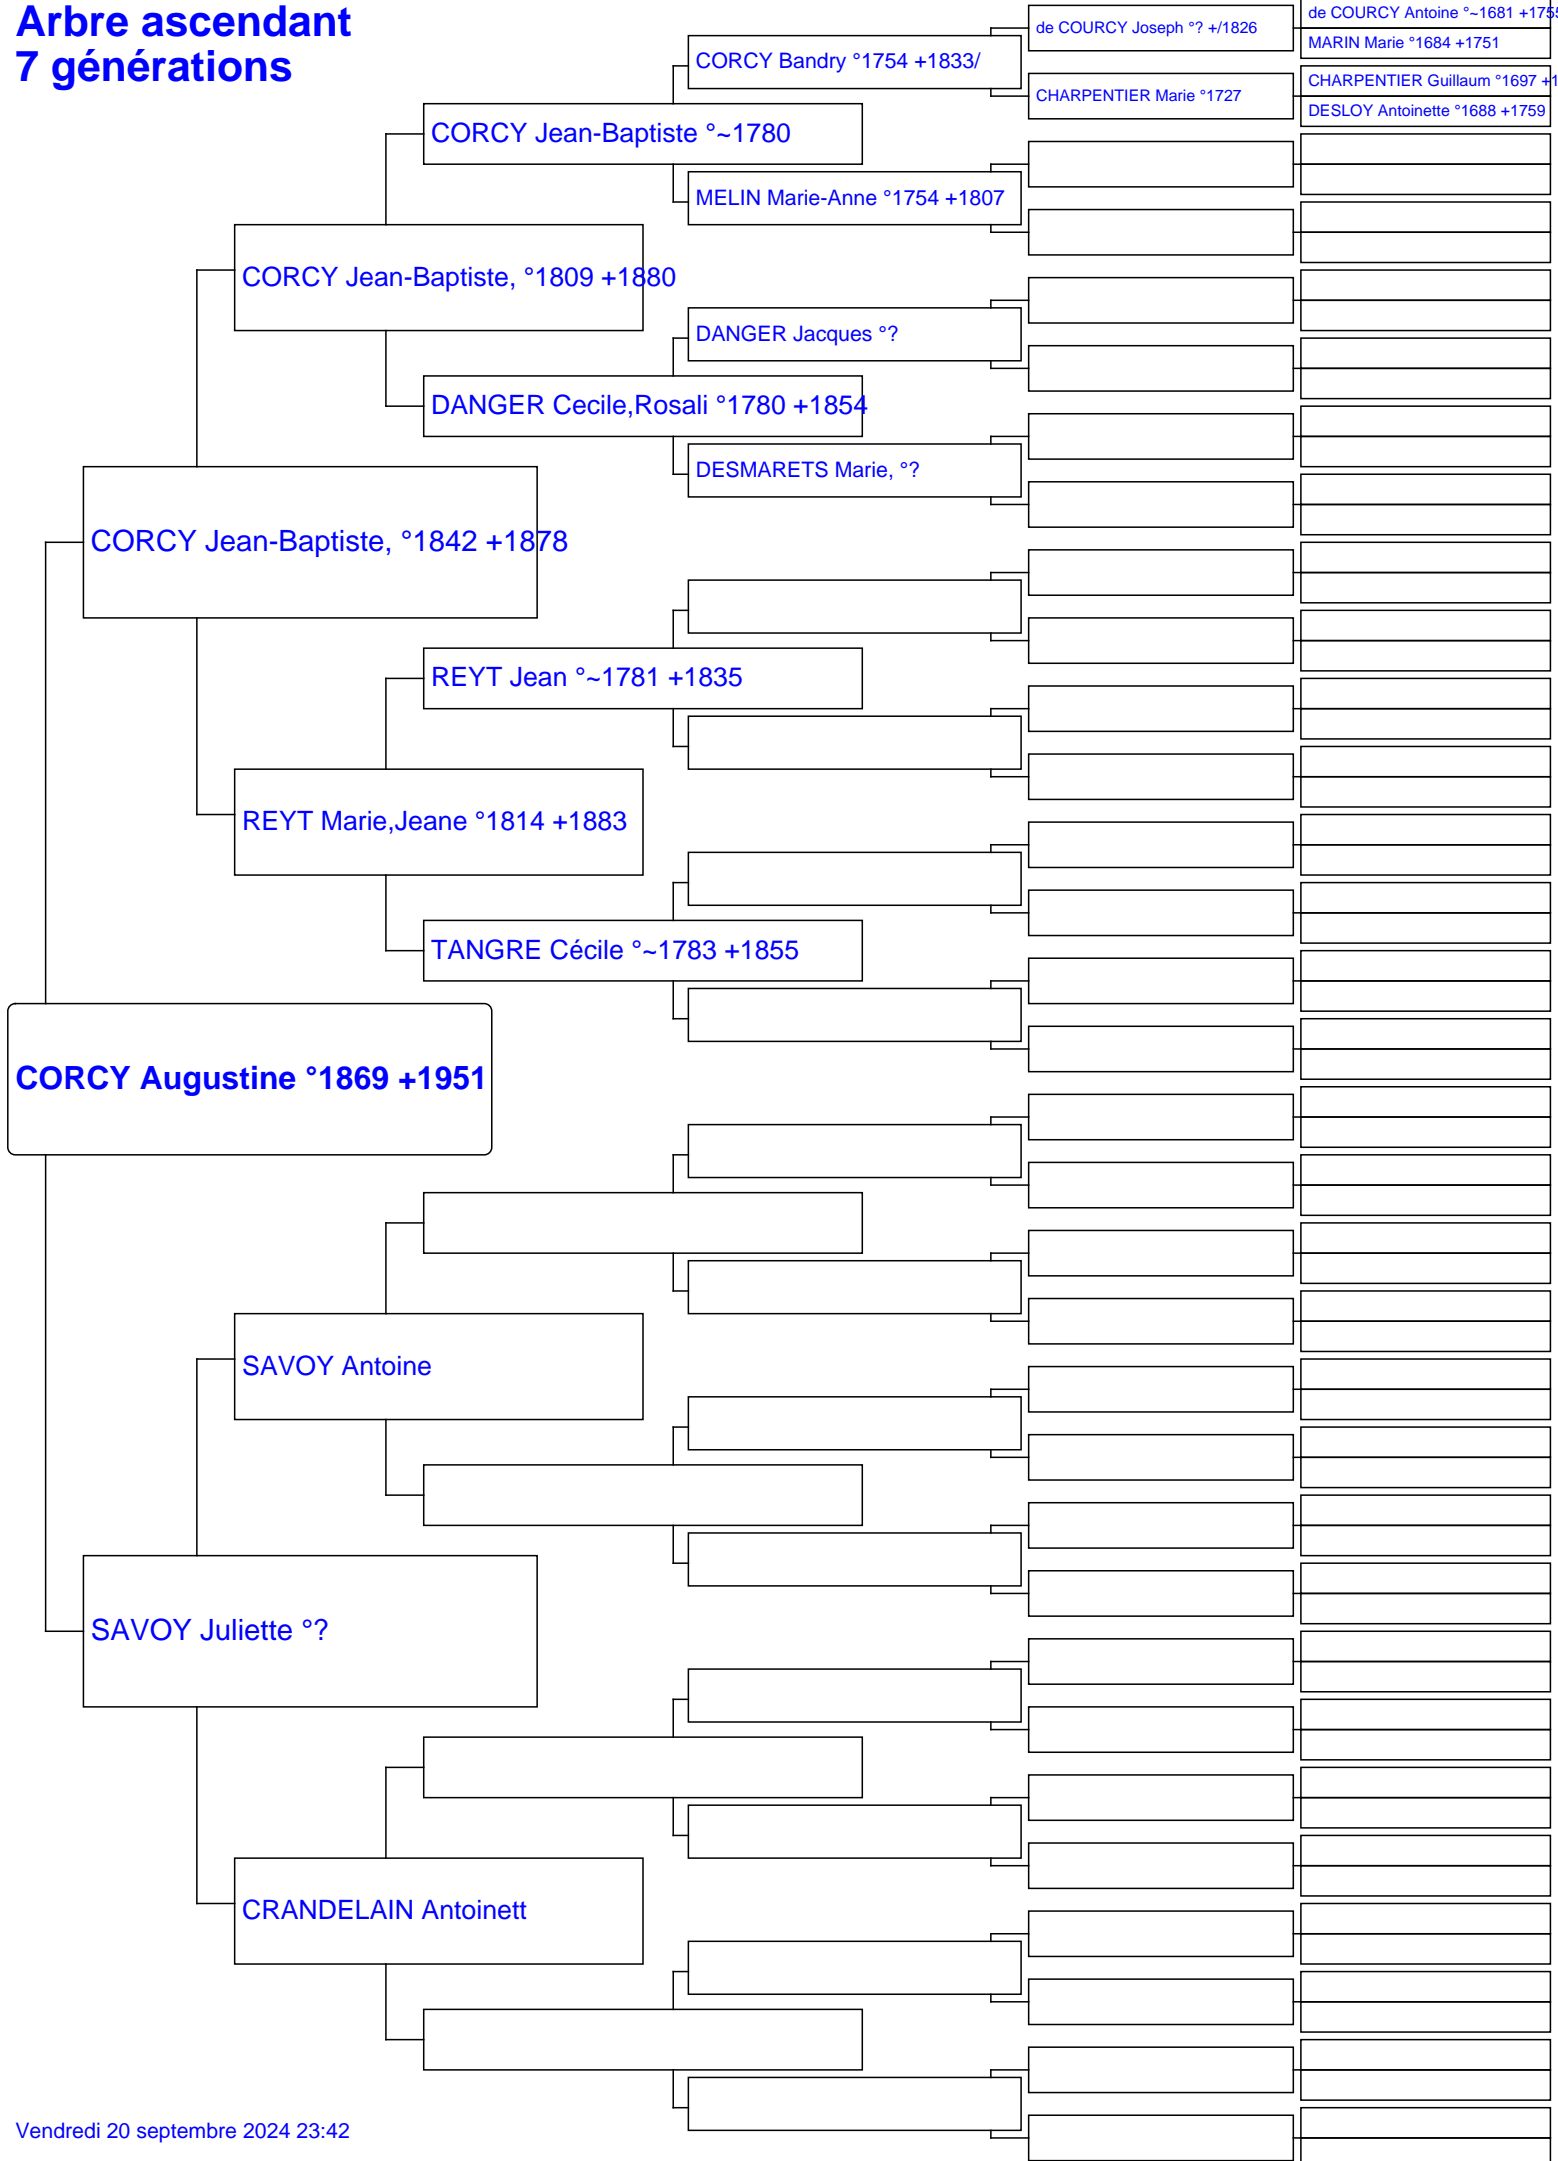 Arbre ascendant
7 générations
de COURCY Antoine °~1681 +1755
de COURCY Joseph °? +/1826
MARIN Marie °1684 +1751
CORCY Bandry °1754 +1833/
CHARPENTIER Guillaum °1697 +1
CHARPENTIER Marie °1727
DESLOY Antoinette °1688 +1759
CORCY Jean-Baptiste °~1780
MELIN Marie-Anne °1754 +1807
CORCY Jean-Baptiste, °1809 +1880
DANGER Jacques °?
DANGER Cecile,Rosali °1780 +1854
DESMARETS Marie, °?
CORCY Jean-Baptiste, °1842 +1878
REYT Jean °~1781 +1835
REYT Marie,Jeane °1814 +1883
TANGRE Cécile °~1783 +1855
CORCY Augustine °1869 +1951
SAVOY Antoine
SAVOY Juliette °?
CRANDELAIN Antoinett
Vendredi 20 septembre 2024 23:42